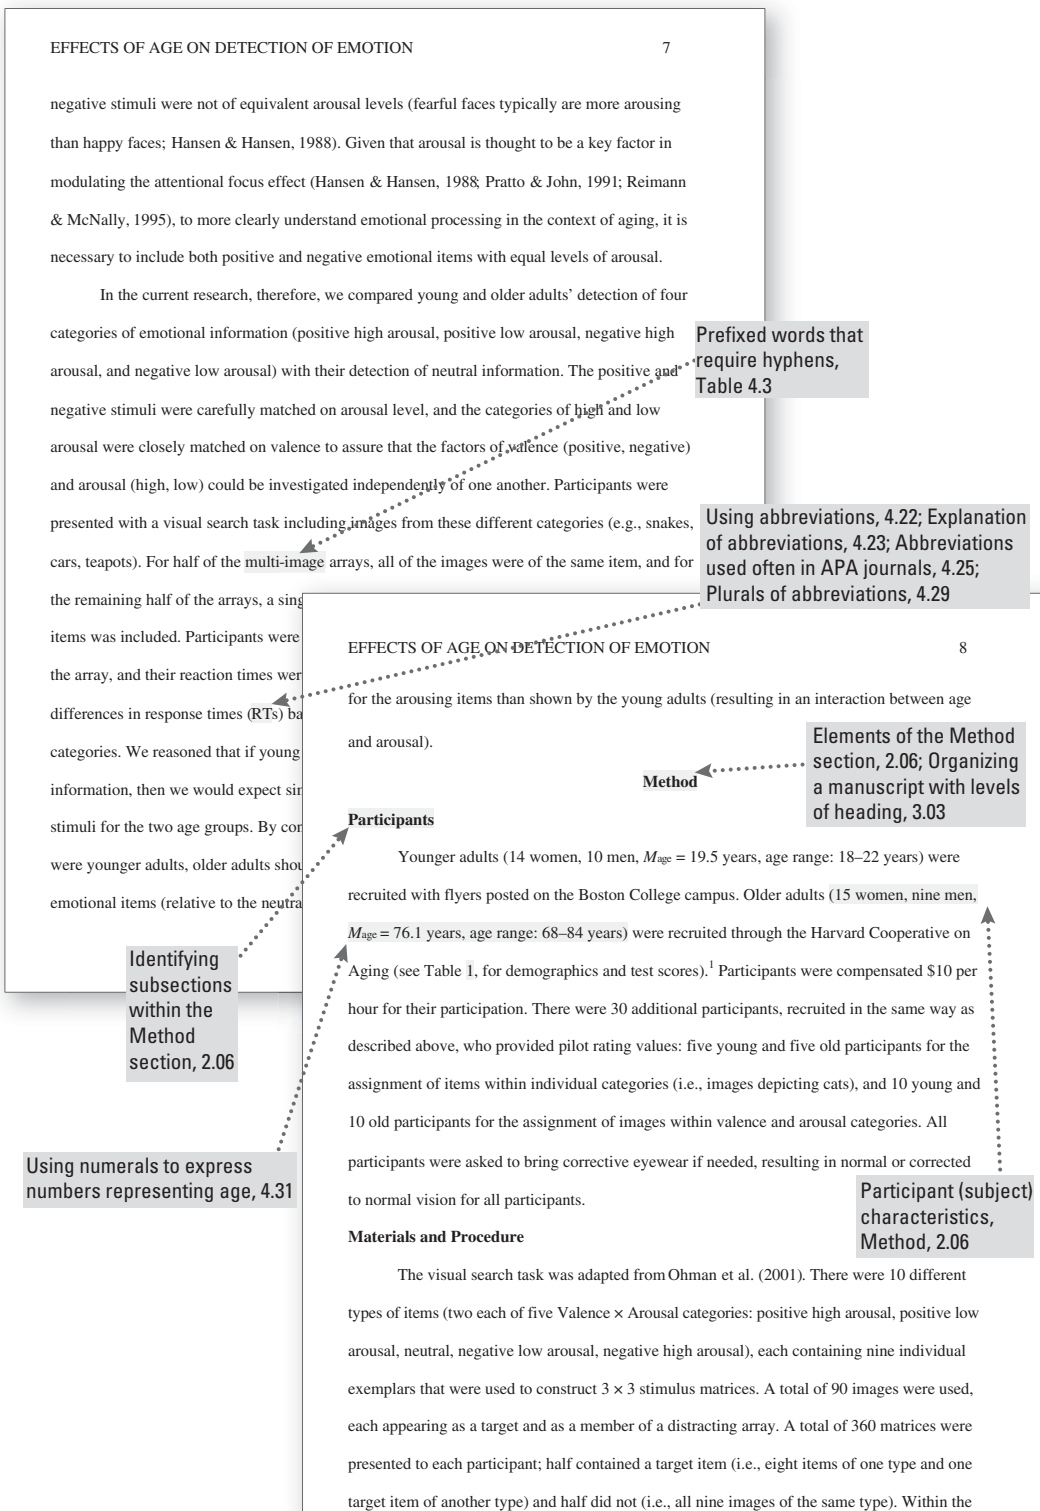 EFFECTS OF AGE ON DETECTION OF EMOTION 7
negative stimuli were not of equivalent arousal levels (fearful faces typically are more arousing
than happy faces; Hansen & Hansen, 1988). Given that arousal is thought to be a key factor in
modulating the attentional focus effect (Hansen & Hansen, 1988; Pratto & John, 1991; Reimann
& McNally, 1995), to more clearly understand emotional processing in the context of aging, it is
necessary to include both positive and negative emotional items with equal levels of arousal.
In the current research, therefore, we compared young and older adults’ detection of four
categories of emotional information (positive high arousal, positive low arousal, negative high
arousal, and negative low arousal) with their detection of neutral information. The positive and
negative stimuli were carefully matched on arousal level, and the categories of high and low
arousal were closely matched on valence to assure that the factors of valence (positive, negative)
and arousal (high, low) could be investigated independently of one another. Participants were
presented with a visual search task including images from these different categories (e.g., snakes,
cars, teapots). For half of the multi-image arrays, all of the images were of the same item, and for
the remaining half of the arrays, a sing
items was included. Participants were
the array, and their reaction times wer
differences in response times (RTs) ba
categories. We reasoned that if young
information, then we would expect sin
stimuli for the two age groups. By con
were younger adults, older adults shou
emotional items (relative to the neutra
Prefixed words that
require hyphens,
Table 4.3
Using abbreviations, 4.22; Explanation
of abbreviations, 4.23; Abbreviations
used often in APA journals, 4.25;
Plurals of abbreviations, 4.29
EFFECTS OF AGE ON DETECTION OF EMOTION 8
for the arousing items than shown by the young adults (resulting in an interaction between age
and arousal).
Method
Elements of the Method
section, 2.06; Organizing
a manuscript with levels
of heading, 3.03
Participants
Younger adults (14 women, 10 men, Mage = 19.5 years, age range: 18–22 years) were
recruited with flyers posted on the Boston College campus. Older adults (15 women, nine men,
Mage = 76.1 years, age range: 68–84 years) were recruited through the Harvard Cooperative on
Aging (see Table 1, for demographics and test scores).1 Participants were compensated $10 per
hour for their participation. There were 30 additional participants, recruited in the same way as
described above, who provided pilot rating values: five young and five old participants for the
assignment of items within individual categories (i.e., images depicting cats), and 10 young and
10 old participants for the assignment of images within valence and arousal categories. All
participants were asked to bring corrective eyewear if needed, resulting in normal or corrected
to normal vision for all participants.
Identifying
subsections
within the
Method
section, 2.06
Using numerals to express
numbers representing age, 4.31
Participant (subject)
characteristics,
Method, 2.06
Materials and Procedure
The visual search task was adapted from Ohman et al. (2001). There were 10 different
types of items (two each of five Valence × Arousal categories: positive high arousal, positive low
arousal, neutral, negative low arousal, negative high arousal), each containing nine individual
exemplars that were used to construct 3 × 3 stimulus matrices. A total of 90 images were used,
each appearing as a target and as a member of a distracting array. A total of 360 matrices were
presented to each participant; half contained a target item (i.e., eight items of one type and one
target item of another type) and half did not (i.e., all nine images of the same type). Within the